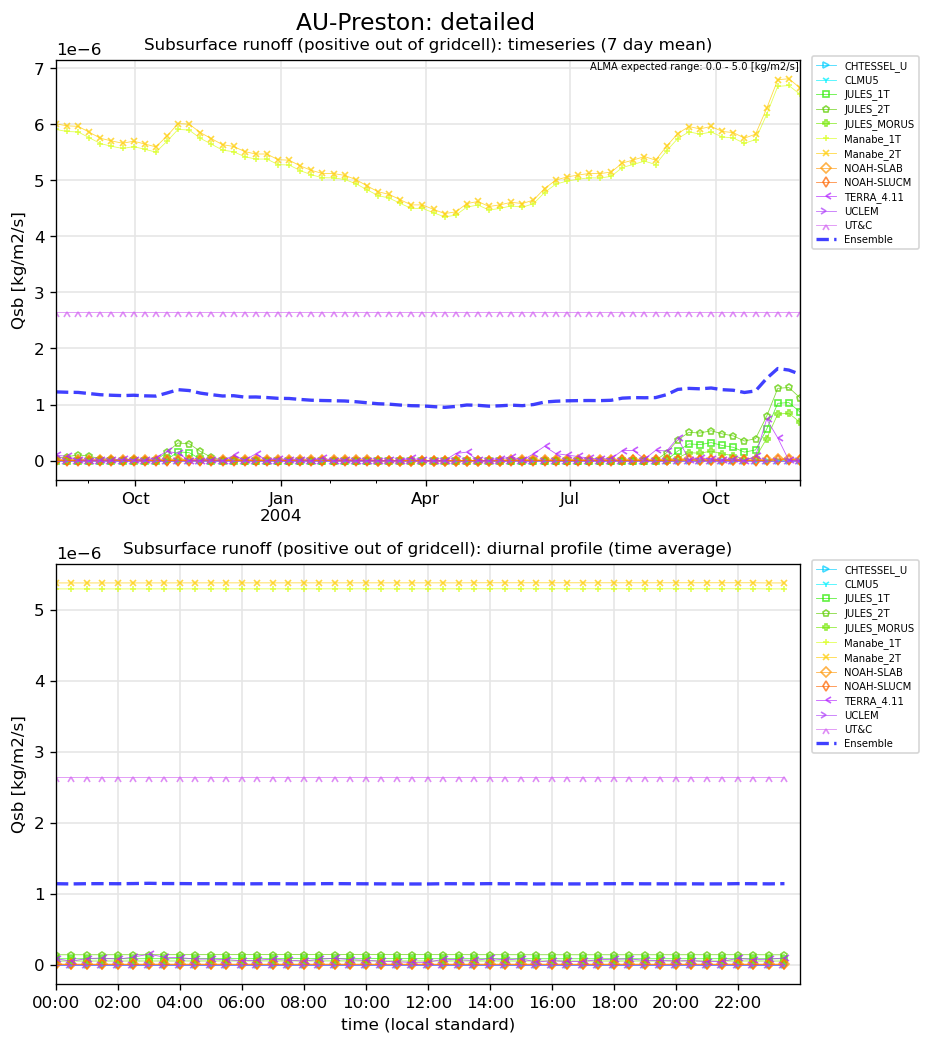 AU-Preston: detailed
Subsurface runoff (positive out of gridcell): timeseries (7 day mean)
1e−6
ALMA expected range: 0.0 - 5.0 [kg/m2/s]
7
6
5
4
3
2
1
0
Qsb [kg/m2/s]
Oct
Jan
2004
Apr
Jul
Oct
CHTESSEL_U
CLMU5
JULES_1T
JULES_2T
JULES_MORUS
Manabe_1T
Manabe_2T
NOAH-SLAB
NOAH-SLUCM
TERRA_4.11
UCLEM
UT&C
Ensemble
Subsurface runoff (positive out of gridcell): diurnal profile (time average)
1e−6
5
4
3
2
1
0
Qsb [kg/m2/s]
00:00
02:00
04:00
06:00
08:00
10:00
12:00
14:00
16:00
18:00
20:00
22:00
time (local standard)
CHTESSEL_U
CLMU5
JULES_1T
JULES_2T
JULES_MORUS
Manabe_1T
Manabe_2T
NOAH-SLAB
NOAH-SLUCM
TERRA_4.11
UCLEM
UT&C
Ensemble